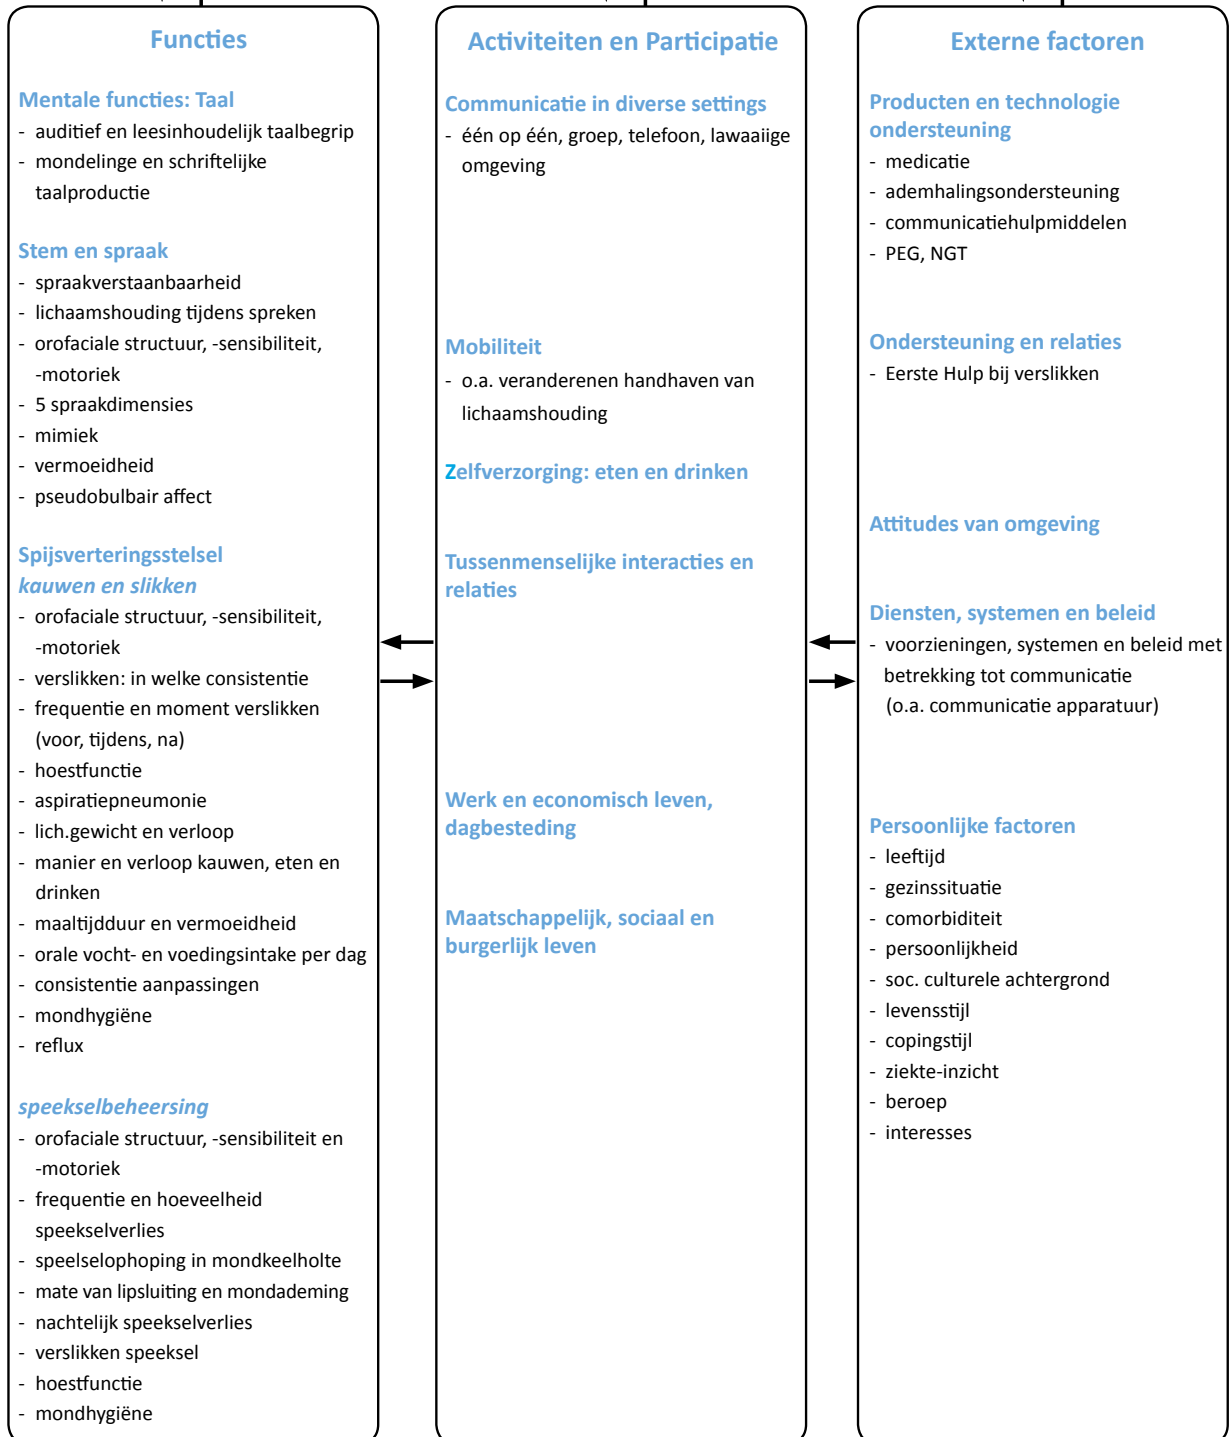 Functies
Mentale functies: Taal
- auditief en leesinhoudelijk taalbegrip
- mondelinge en schriftelijke
taalproductie
Stem en spraak
- spraakverstaanbaarheid
- lichaamshouding tijdens spreken
- orofaciale structuur, -sensibiliteit,
-motoriek
- 5 spraakdimensies
- mimiek
- vermoeidheid
- pseudobulbair affect
Spijsverteringsstelsel
kauwen en slikken
- orofaciale structuur, -sensibiliteit,
-motoriek
- verslikken: in welke consistentie
- frequentie en moment verslikken
(voor, tijdens, na)
- hoestfunctie
- aspiratiepneumonie
- lich.gewicht en verloop
- manier en verloop kauwen, eten en
drinken
- maaltijdduur en vermoeidheid
- orale vocht- en voedingsintake per dag
- consistentie aanpassingen
- mondhygiëne
- reflux
speekselbeheersing
- orofaciale structuur, -sensibiliteit en
-motoriek
- frequentie en hoeveelheid
speekselverlies
- speelselophoping in mondkeelholte
- mate van lipsluiting en mondademing
- nachtelijk speekselverlies
- verslikken speeksel
- hoestfunctie
- mondhygiëne
Activiteiten en Participatie
Communicatie in diverse settings
- één op één, groep, telefoon, lawaaiige
omgeving
Mobiliteit
- o.a. veranderenen handhaven van
lichaamshouding
Zelfverzorging: eten en drinken
Tussenmenselijke interacties en
relaties
Werk en economisch leven,
dagbesteding
Maatschappelijk, sociaal en
burgerlijk leven
Externe factoren
Producten en technologie
ondersteuning
- medicatie
- ademhalingsondersteuning
- communicatiehulpmiddelen
- PEG, NGT
Ondersteuning en relaties
- Eerste Hulp bij verslikken
Attitudes van omgeving
Diensten, systemen en beleid
- voorzieningen, systemen en beleid met
betrekking tot communicatie
(o.a. communicatie apparatuur)
Persoonlijke factoren
- leeftijd
- gezinssituatie
- comorbiditeit
- persoonlijkheid
- soc. culturele achtergrond
- levensstijl
- copingstijl
- ziekte-inzicht
- beroep
- interesses